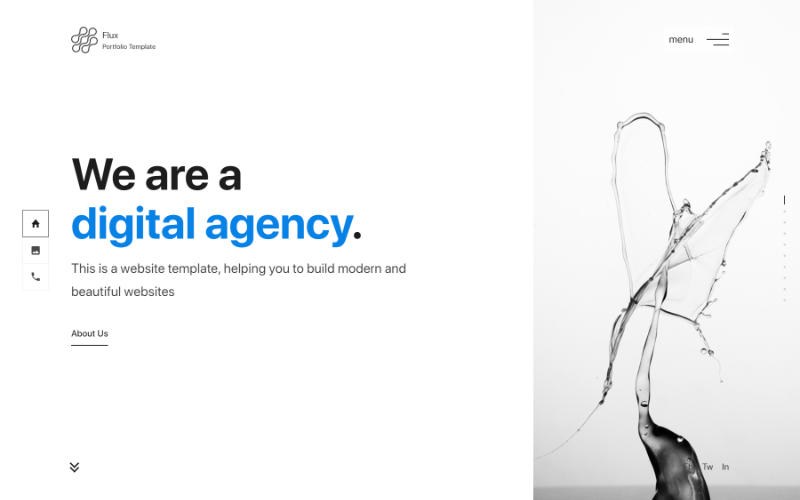 Flux
Portfolio Template
menu
We are a
digital agency.
This is a website template, helping you to build modern and
beautiful websites
About Us
Tw In